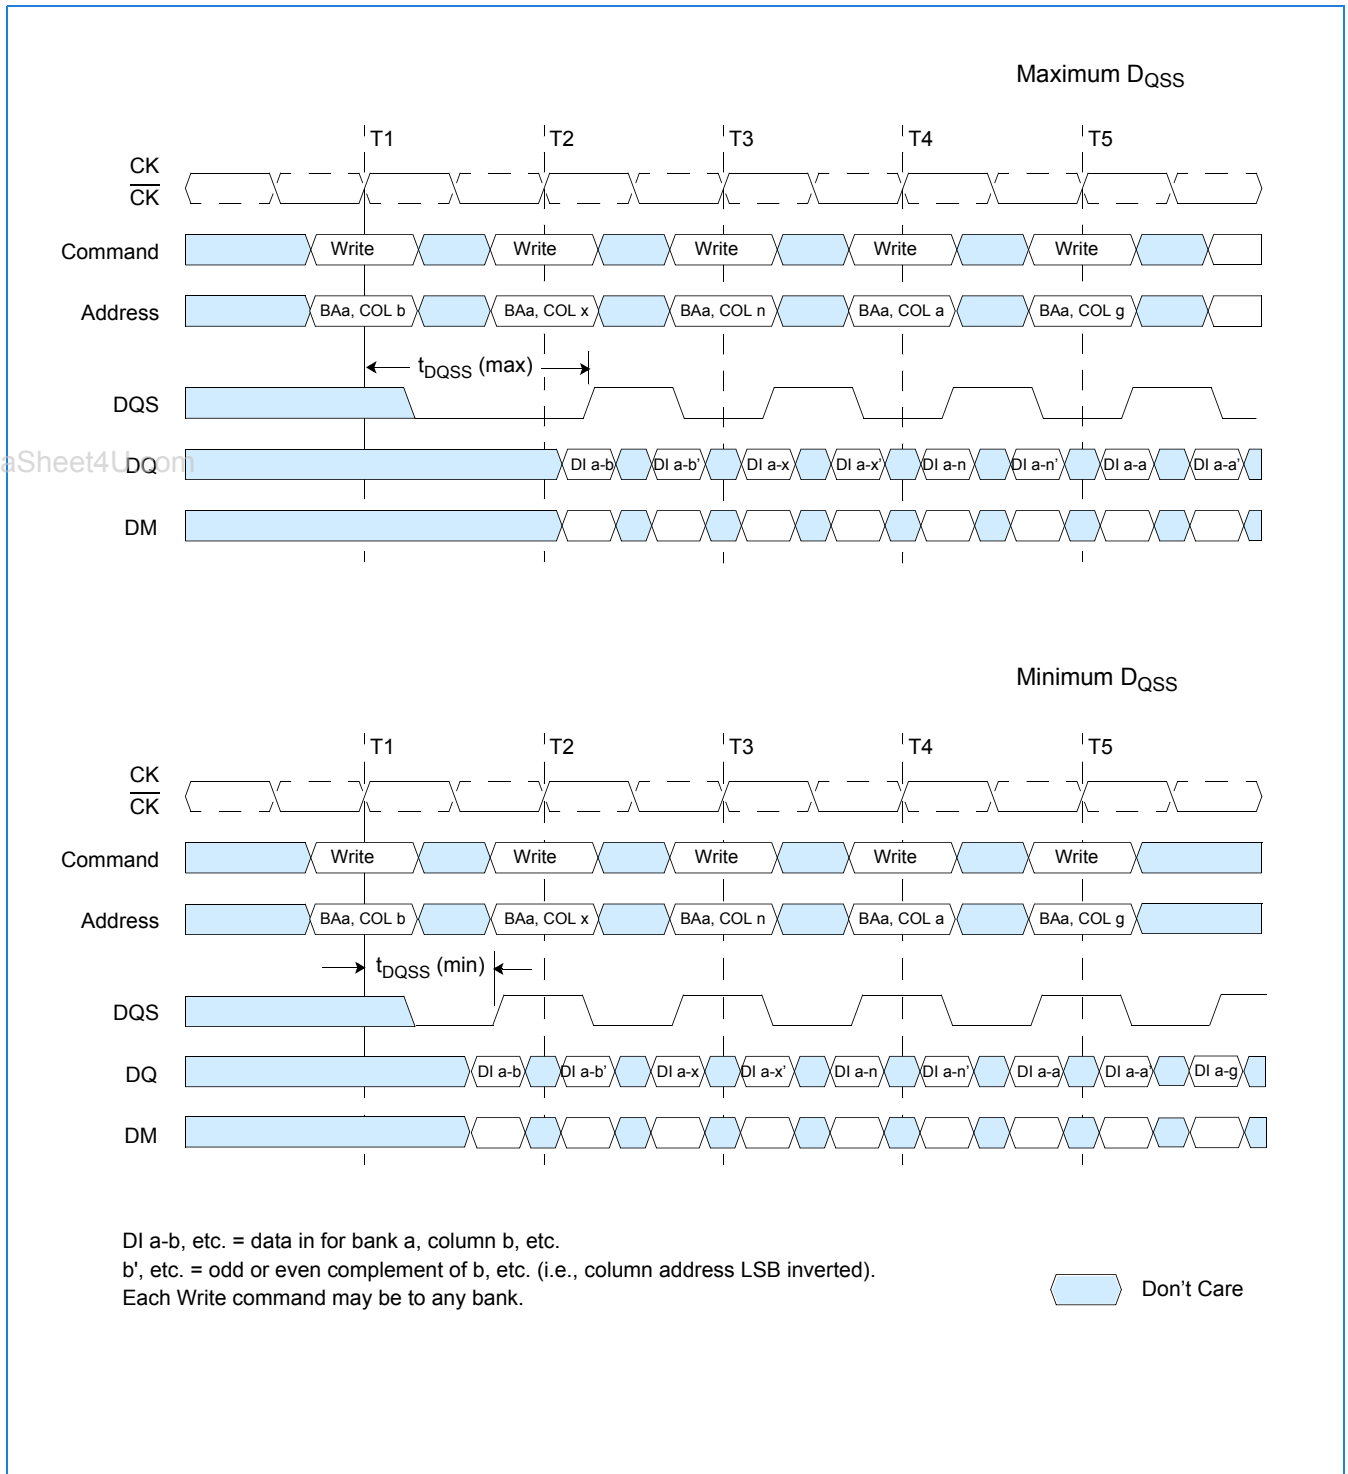 Maximum DQSS
T1 T2 T3 T4 T5
CK
CK
Command Write Write Write Write Write
Address BAa, COL b BAa, COL x BAa, COL n BAa, COL a BAa, COL g
tDQSS (max)
DQS
aSheet4U.com
DQ DI a-b DI a-b' DI a-x DI a-x' DI a-n DI a-n' DI a-a DI a-a'
DM
Minimum DQSS
T1 T2 T3 T4 T5
CK
CK
Command Write Write Write Write Write
Address BAa, COL b BAa, COL x BAa, COL n BAa, COL a BAa, COL g
tDQSS (min)
DQS
DQ DI a-b DI a-b' DI a-x DI a-x' DI a-n DI a-n' DI a-a DI a-a' DI a-g
DM
DI a-b, etc. = data in for bank a, column b, etc.
b', etc. = odd or even complement of b, etc. (i.e., column address LSB inverted).
Each Write command may be to any bank.
Don't Care